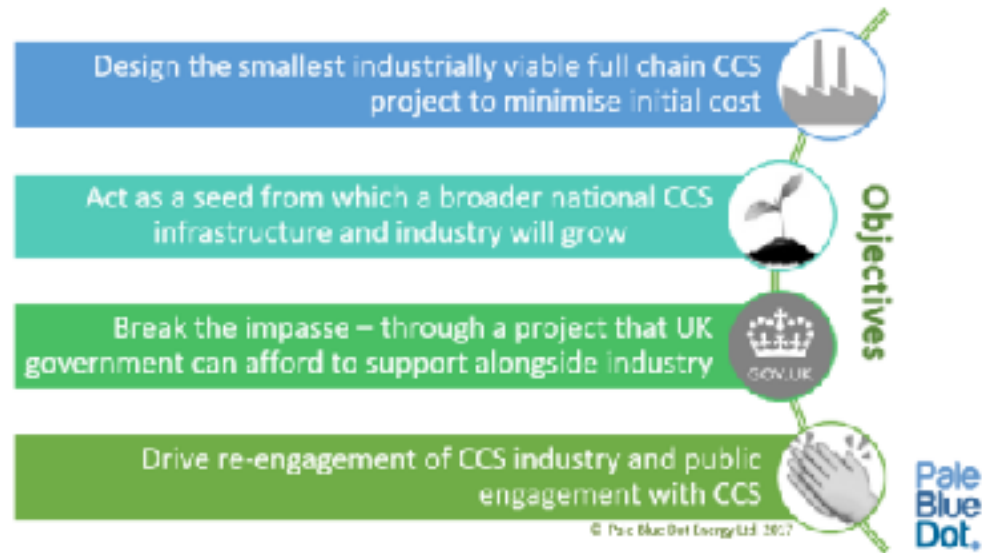 Design the smallest industrially viable full chain CCS
project to minimise initial cost
Act as a seed from which a broader national CCS
infrastructure and industry will grow
Break the impasse – through a project that UK
government can afford to support alongside industry
GOV.UK
Drive re-engagement of CCS industry and public
engagement with CCS
Objectives
© Pale Blue Dot Energy Ltd. 2017
Pale
Blue
Dot.